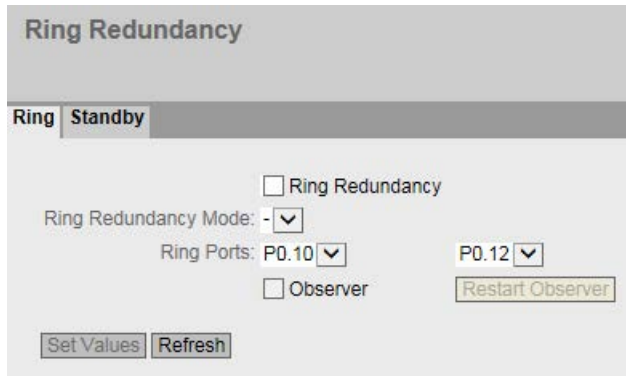 Ring Redundancy
Ring Standby
Ring Redundancy
Ring Redundancy Mode: -
Ring Ports: P0.10 P0.12
Observer Restart Observer
Set Values Refresh